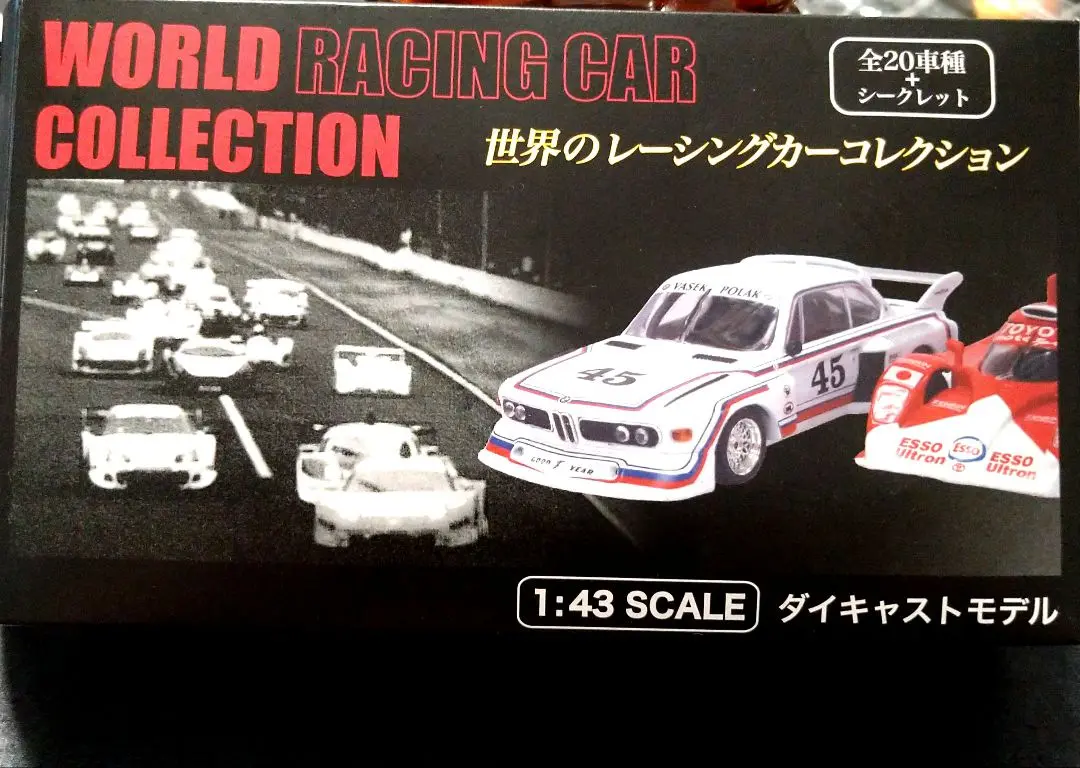 WORLD RACING CAR
COLLECTION
全20車種
+
シークレット
世界のレーシングカーコレクション
VASEK POLAK
45
45
GOOD YEAR
TOYO
ESSO
Ultron
Esso
ESSO
Ultron
1:43 SCALE
ダイキャストモデル